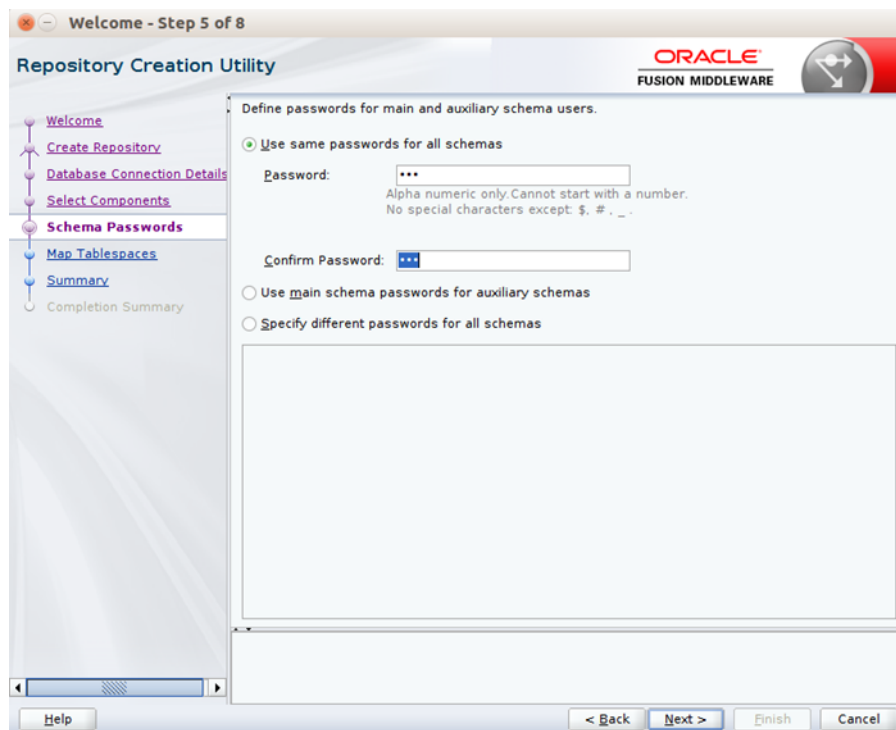 Welcome - Step 5 of 8
Repository Creation Utility
ORACLE
FUSION MIDDLEWARE
Welcome
Create Repository
Database Connection Details
Select Components
Schema Passwords
Map Tablespaces
Summary
Completion Summary
Define passwords for main and auxiliary schema users.
Use same passwords for all schemas
Password: •••
Alpha numeric only.Cannot start with a number.
No special characters except: $, # , _ .
Confirm Password: •••
Use main schema passwords for auxiliary schemas
Specify different passwords for all schemas
Help
< Back
Next >
Finish
Cancel